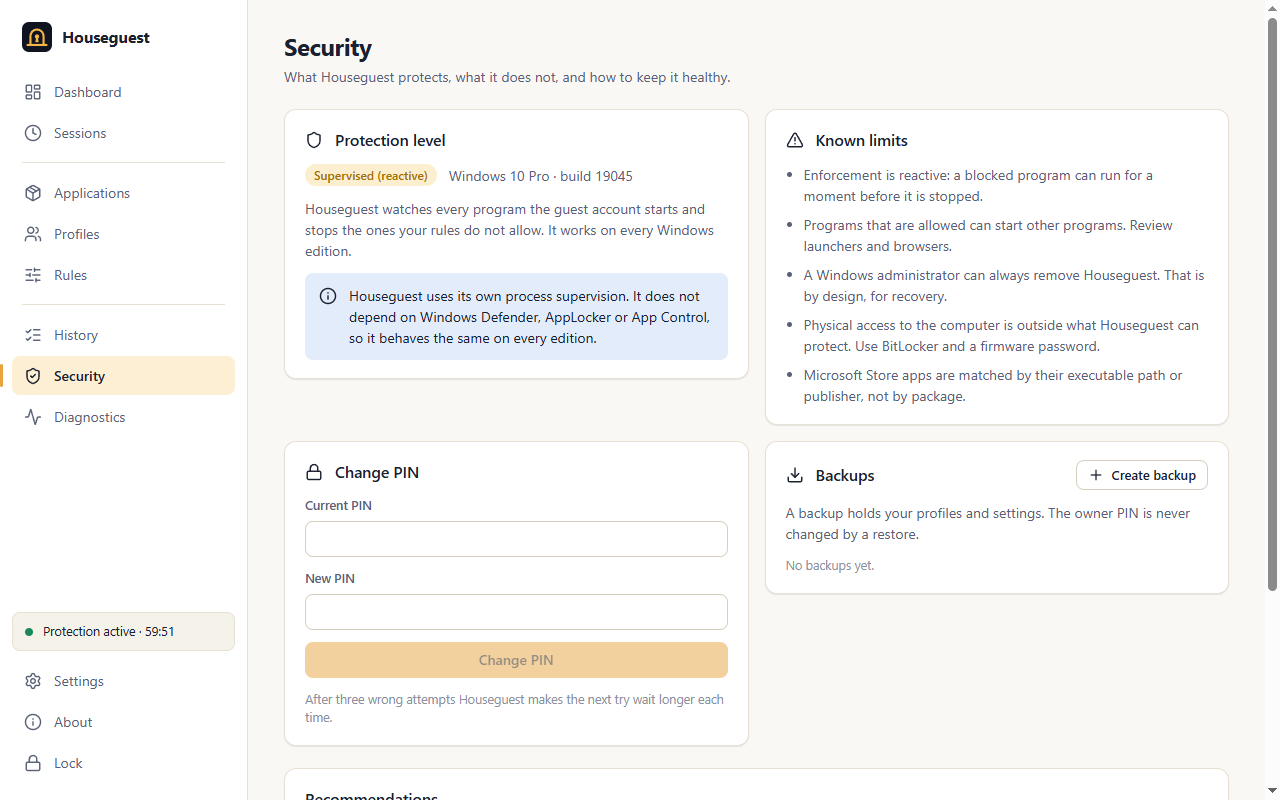 Houseguest
Dashboard
Sessions
Applications
Profiles
Rules
History
Security
Diagnostics
Protection active · 59:51
Settings
About
Lock
Security
What Houseguest protects, what it does not, and how to keep it healthy.
Protection level
Supervised (reactive) Windows 10 Pro · build 19045
Houseguest watches every program the guest account starts and
stops the ones your rules do not allow. It works on every Windows
edition.
Houseguest uses its own process supervision. It does not
depend on Windows Defender, AppLocker or App Control,
so it behaves the same on every edition.
Known limits
• Enforcement is reactive: a blocked program can run for a
moment before it is stopped.
• Programs that are allowed can start other programs. Review
launchers and browsers.
• A Windows administrator can always remove Houseguest. That is
by design, for recovery.
• Physical access to the computer is outside what Houseguest can
protect. Use BitLocker and a firmware password.
• Microsoft Store apps are matched by their executable path or
publisher, not by package.
Change PIN
Current PIN
New PIN
Change PIN
After three wrong attempts Houseguest makes the next try wait longer each
time.
Backups
Create backup
A backup holds your profiles and settings. The owner PIN is never
changed by a restore.
No backups yet.
Recommendations